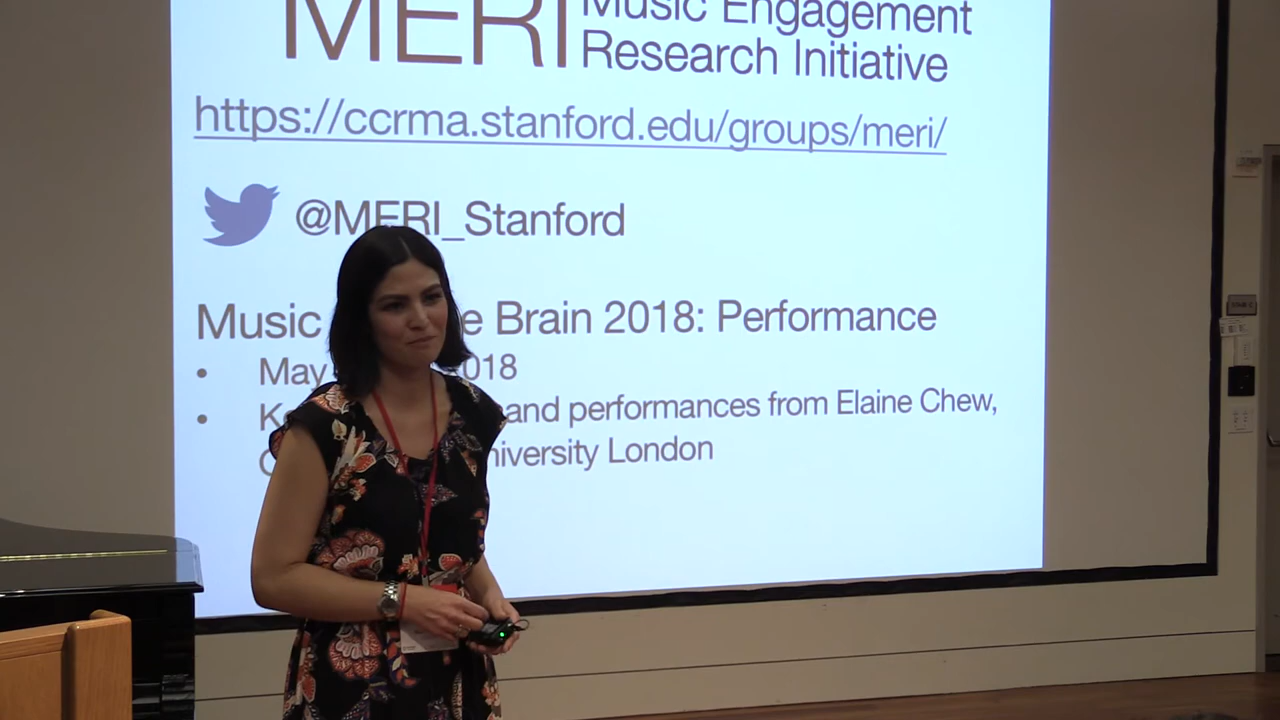 MERI Music Engagement
Research Initiative
https://ccrma.stanford.edu/groups/meri/
@MERI_Stanford
Music e Brain 2018: Performance
• May 018
• and performances from Elaine Chew,
niversity London